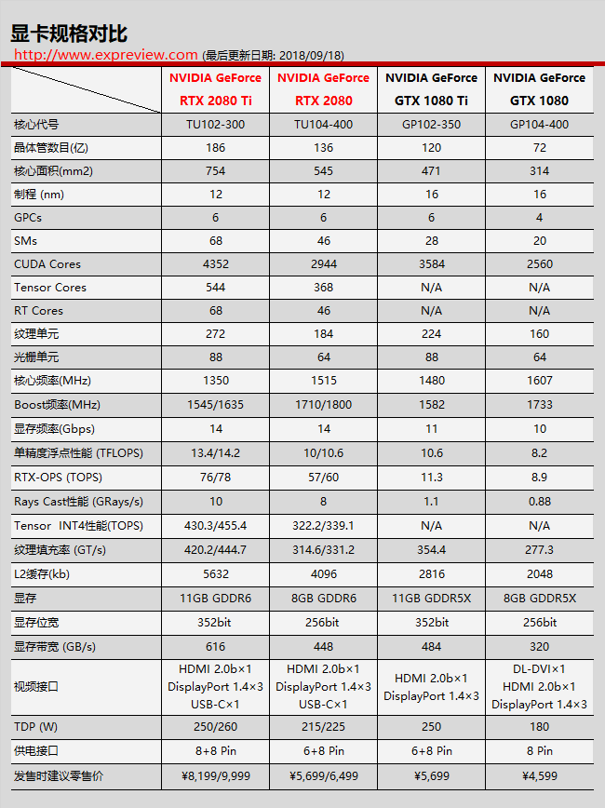 显卡规格对比
http://www.expreview.com (最后更新日期: 2018/09/18)
NVIDIA GeForce RTX 2080 Ti NVIDIA GeForce RTX 2080 NVIDIA GeForce GTX 1080 Ti NVIDIA GeForce GTX 1080
核心代号 TU102-300 TU104-400 GP102-350 GP104-400
晶体管数目(亿) 186 136 120 72
核心面积(mm2) 754 545 471 314
制程 (nm) 12 12 16 16
GPCs 6 6 6 4
SMs 68 46 28 20
CUDA Cores 4352 2944 3584 2560
Tensor Cores 544 368 N/A N/A
RT Cores 68 46 N/A N/A
纹理单元 272 184 224 160
光栅单元 88 64 88 64
核心频率(MHz) 1350 1515 1480 1607
Boost频率(MHz) 1545/1635 1710/1800 1582 1733
显存频率(Gbps) 14 14 11 10
单精度浮点性能 (TFLOPS) 13.4/14.2 10/10.6 10.6 8.2
RTX-OPS (TOPS) 76/78 57/60 11.3 8.9
Rays Cast性能 (GRays/s) 10 8 1.1 0.88
Tensor INT4性能(TOPS) 430.3/455.4 322.2/339.1 N/A N/A
纹理填充率 (GT/s) 420.2/444.7 314.6/331.2 354.4 277.3
L2缓存(kb) 5632 4096 2816 2048
显存 11GB GDDR6 8GB GDDR6 11GB GDDR5X 8GB GDDR5X
显存位宽 352bit 256bit 352bit 256bit
显存带宽 (GB/s) 616 448 484 320
视频接口 HDMI 2.0b×1 DisplayPort 1.4×3 USB-C×1 HDMI 2.0b×1 DisplayPort 1.4×3 USB-C×1 HDMI 2.0b×1 DisplayPort 1.4×3 DL-DVI×1 HDMI 2.0b×1 DisplayPort 1.4×3
TDP (W) 250/260 215/225 250 180
供电接口 8+8 Pin 6+8 Pin 6+8 Pin 8 Pin
发售时建议零售价 ¥8,199/9,999 ¥5,699/6,499 ¥5,699 ¥4,599